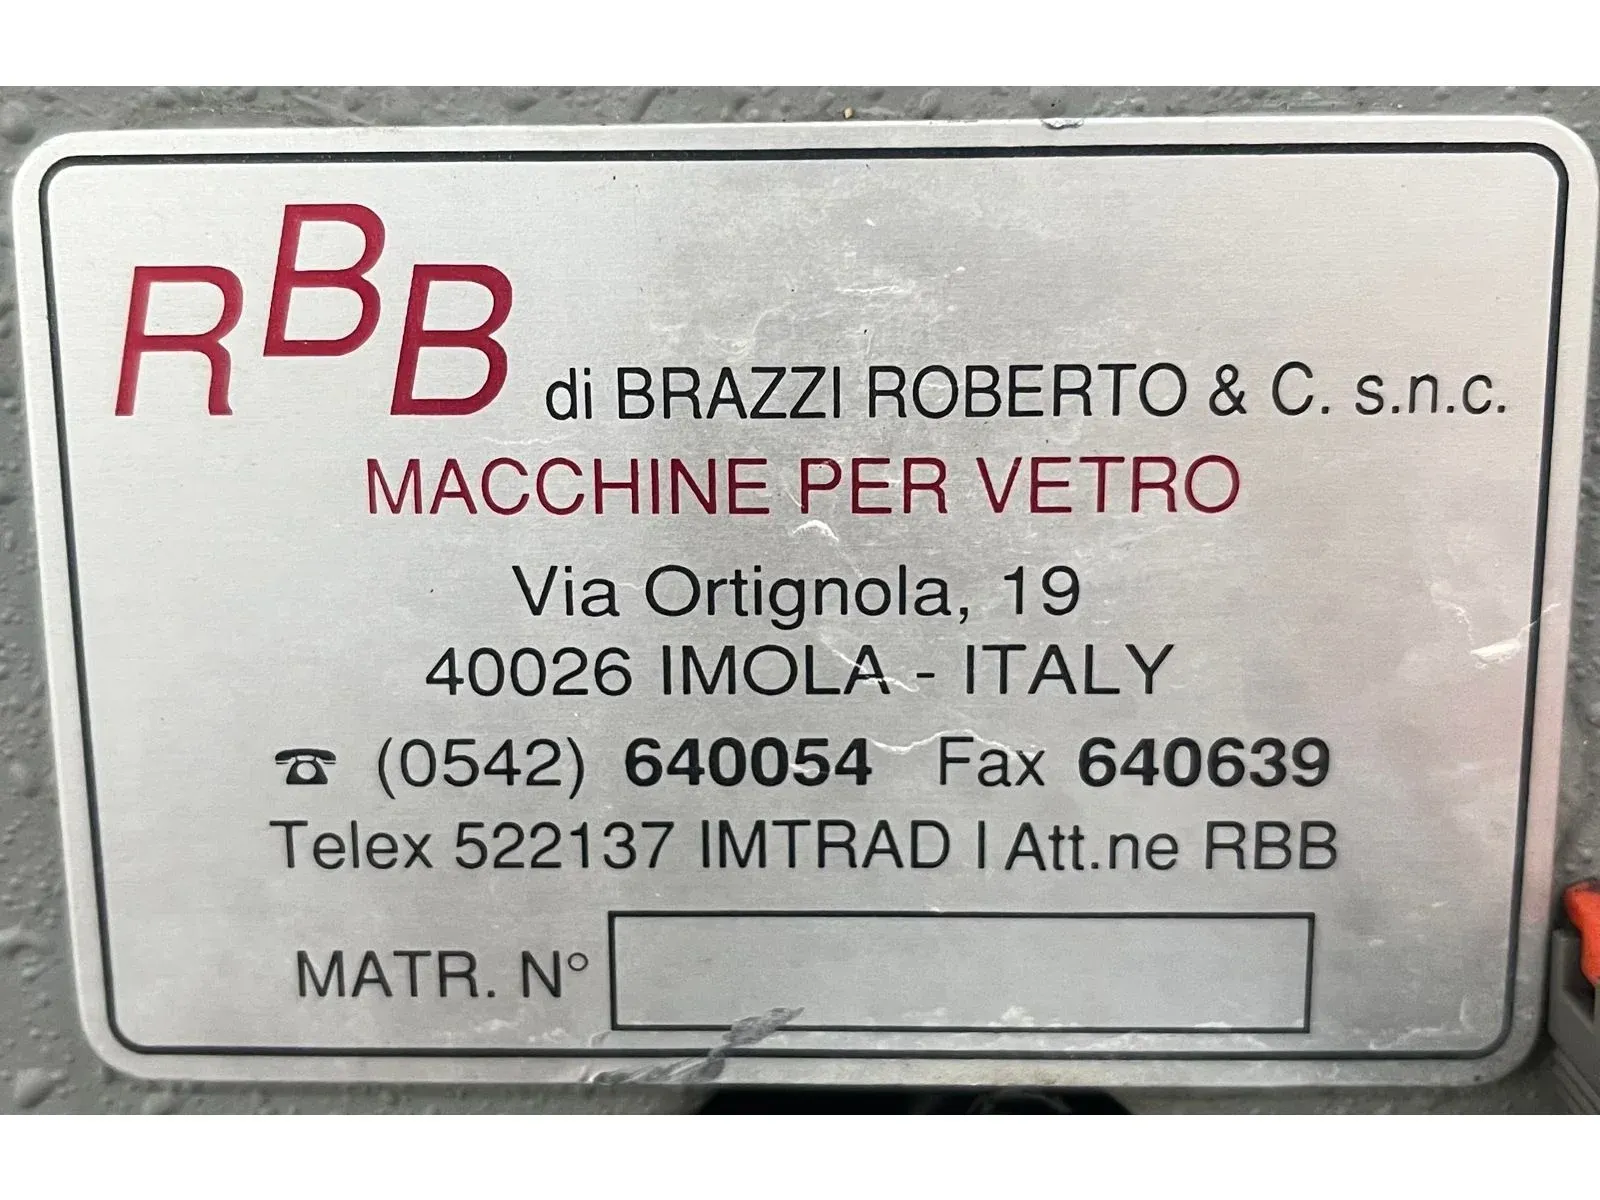 RBB di BRAZZI ROBERTO & C. s.n.c.
MACCHINE PER VETRO
Via Ortignola, 19
40026 IMOLA - ITALY
☎ (0542) 640054 Fax 640639
Telex 522137 IMTRAD I Att.ne RBB
MATR. N°